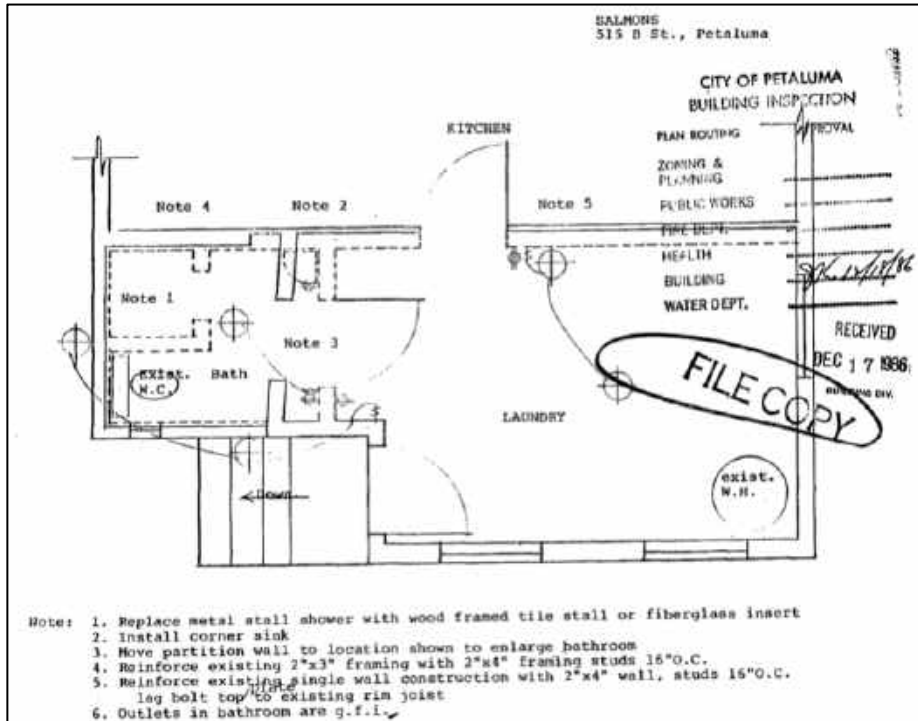 SALMONS
515 B St., Petaluma
CITY OF PETALUMA
BUILDING INSPECTION
PLAN ROUTING
ZONING &
PLANNING
PUBLIC WORKS
FIRE DEPT.
HEALTH
BUILDING
WATER DEPT.
RECEIVED
DEC 17 1986
BUILDING DIV.
FILE COPY
KITCHEN
Note 4
Note 2
Note 5
Note 1
Note 3
exist.
W.C.
Bath
LAUNDRY
exist.
W.H.
Down
Note: 1. Replace metal stall shower with wood framed tile stall or fiberglass insert
2. Install corner sink
3. Move partition wall to location shown to enlarge bathroom
4. Reinforce existing 2"x3" framing with 2"x4" framing studs 16"O.C.
5. Reinforce existing single wall construction with 2"x4" wall, studs 16"O.C.
lag bolt top plate to existing rim joist
6. Outlets in bathroom are g.f.i.